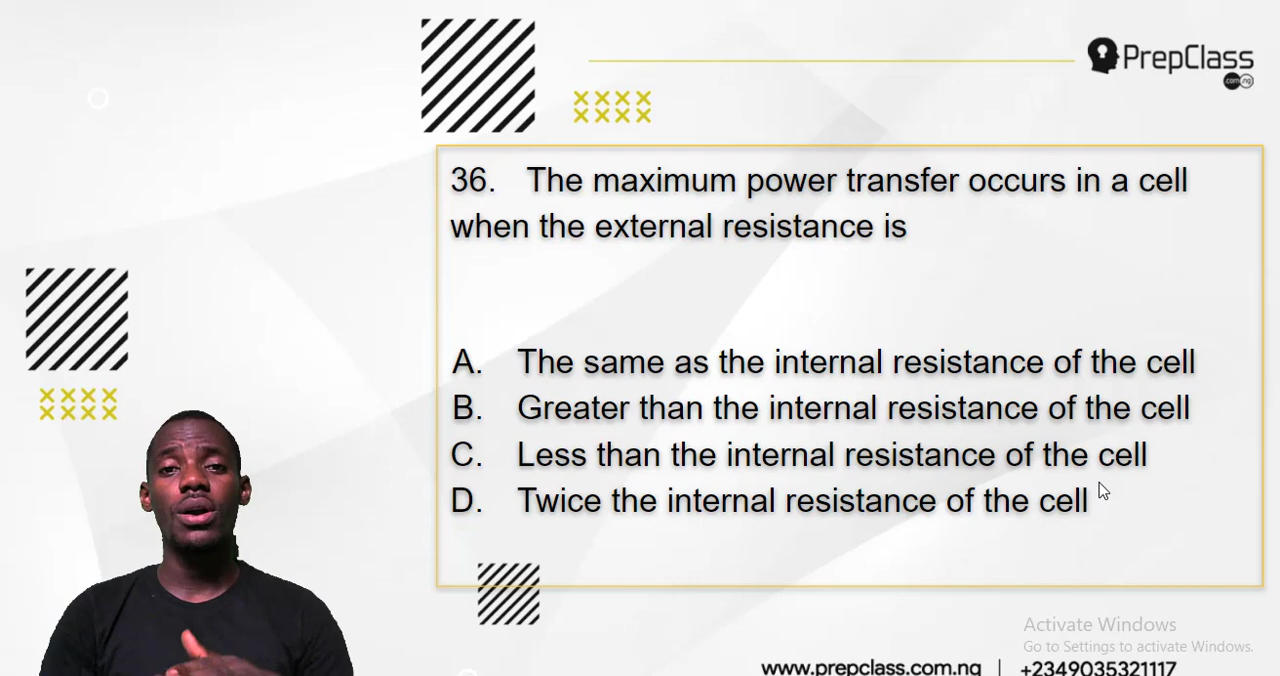 PrepClass
.com.ng
36. The maximum power transfer occurs in a cell
when the external resistance is
A. The same as the internal resistance of the cell
B. Greater than the internal resistance of the cell
C. Less than the internal resistance of the cell
D. Twice the internal resistance of the cell
Activate Windows
Go to Settings to activate Windows.
www.prepclass.com.ng | +2349035321117